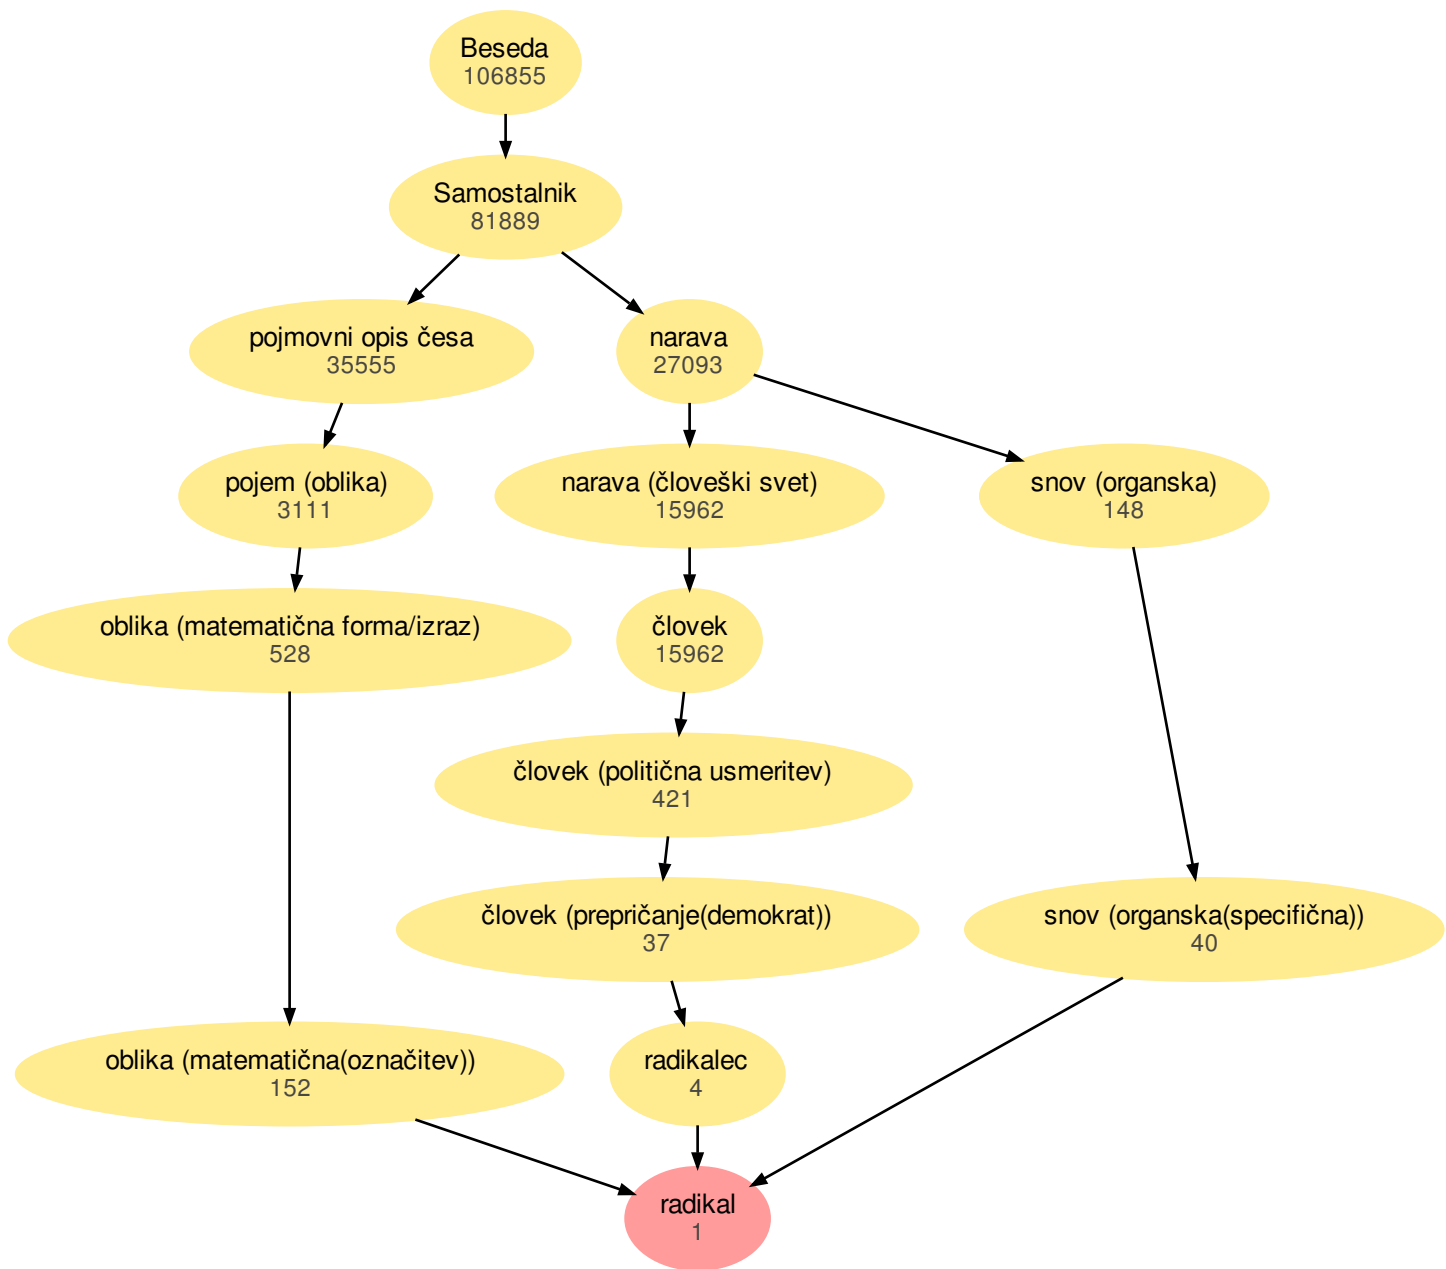 Beseda
106855
Samostalnik
81889
pojmovni opis česa
35555
narava
27093
pojem (oblika)
3111
narava (človeški svet)
15962
snov (organska)
148
oblika (matematična forma/izraz)
528
človek
15962
človek (politična usmeritev)
421
človek (prepričanje(demokrat))
37
snov (organska(specifična))
40
oblika (matematična(označitev))
152
radikalec
4
radikal
1